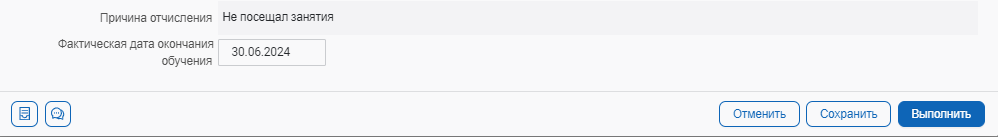 Причина отчисления Не посещал занятия
Фактическая дата окончания
обучения 30.06.2024
Отменить Сохранить Выполнить